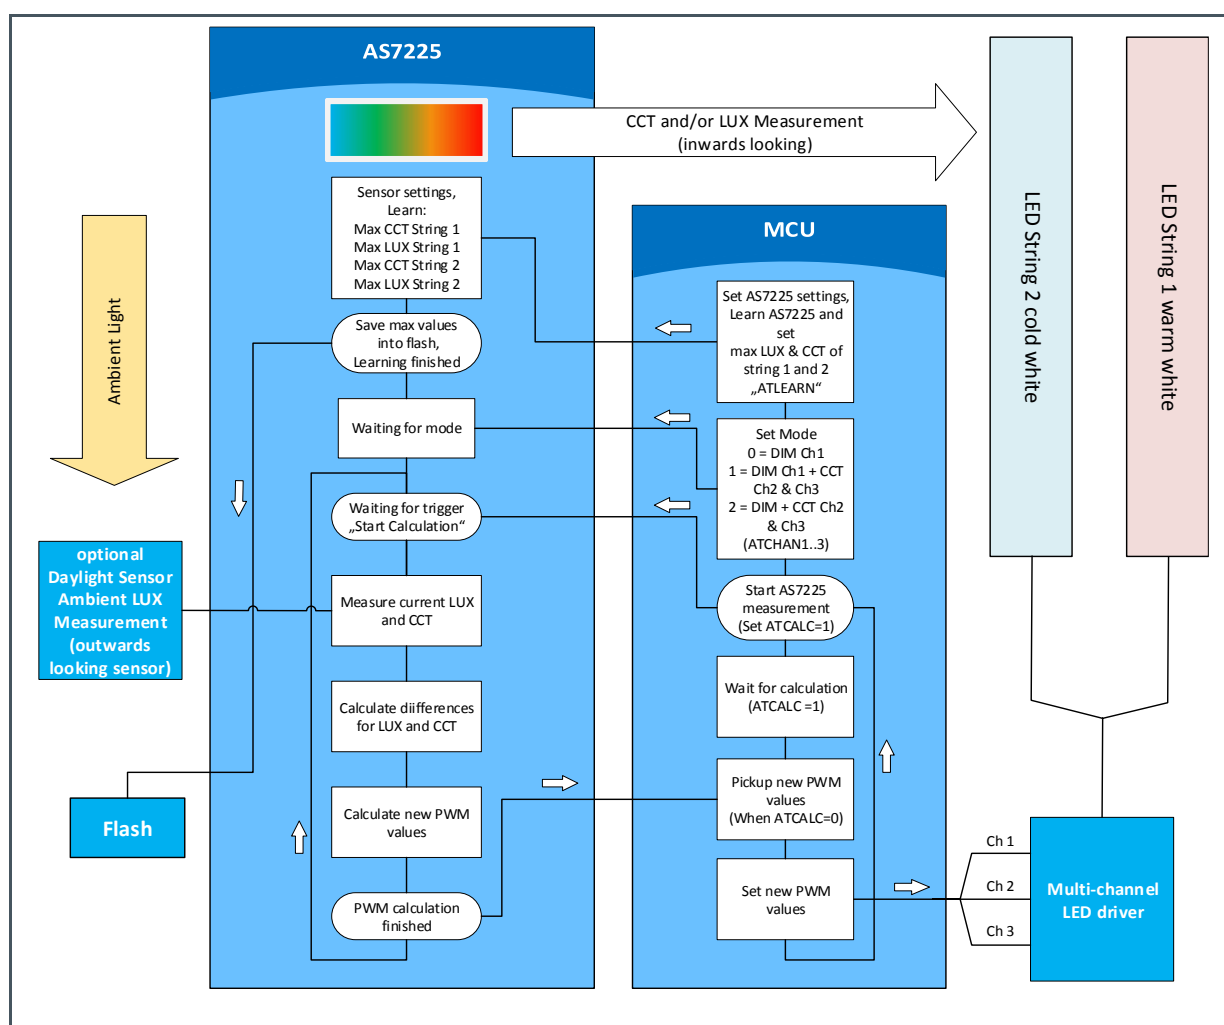 AS7225
CCT and/or LUX Measurement
(inwards looking)
LED String 2 cold white
LED String 1 warm white
Ambient Light
Sensor settings,
Learn:
Max CCT String 1
Max LUX String 1
Max CCT String 2
Max LUX String 2
Save max values
into flash,
Learning finished
Waiting for mode
Waiting for trigger
„Start Calculation“
Measure current LUX
and CCT
Calculate diifferences
for LUX and CCT
Calculate new PWM
values
PWM calculation
finished
optional
Daylight Sensor
Ambient LUX
Measurement
(outwards
looking sensor)
Flash
MCU
Set AS7225 settings,
Learn AS7225 and
set
max LUX & CCT of
string 1 and 2
„ATLEARN“
Set Mode
0 = DIM Ch1
1 = DIM Ch1 + CCT
Ch2 & Ch3
2 = DIM + CCT Ch2
& Ch3
(ATCHAN1..3)
Start AS7225
measurement
(Set ATCALC=1)
Wait for calculation
(ATCALC =1)
Pickup new PWM
values
(When ATCALC=0)
Set new PWM
values
Ch 1
Ch 2
Ch 3
Multi-channel
LED driver